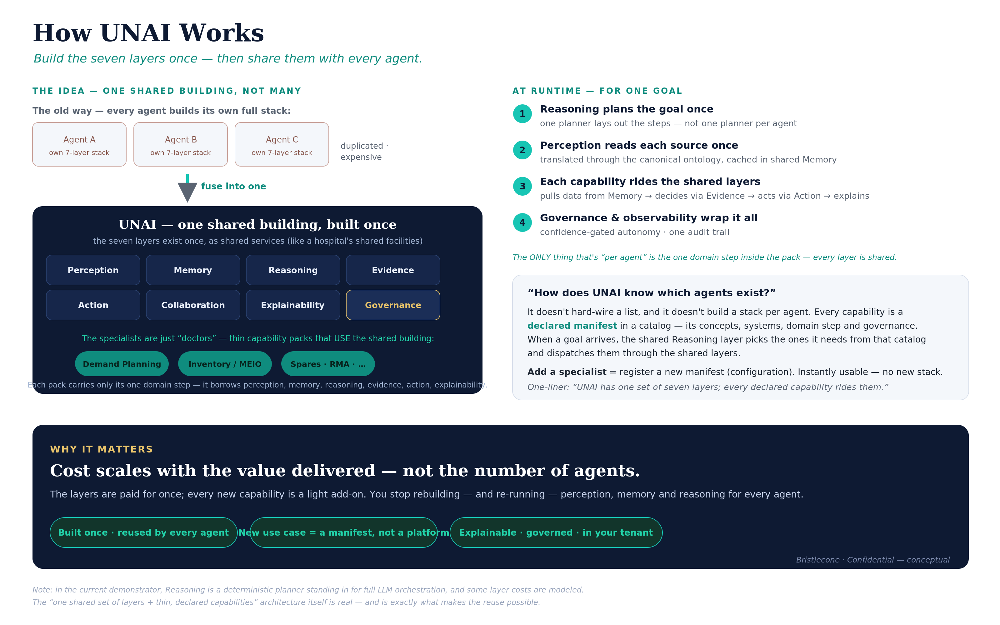 How UNAI Works
Build the seven layers once — then share them with every agent.
THE IDEA — ONE SHARED BUILDING, NOT MANY
The old way — every agent builds its own full stack:
Agent A
own 7-layer stack
Agent B
own 7-layer stack
Agent C
own 7-layer stack
duplicated ·
expensive
fuse into one
UNAI — one shared building, built once
the seven layers exist once, as shared services (like a hospital's shared facilities)
Perception
Memory
Reasoning
Evidence
Action
Collaboration
Explainability
Governance
The specialists are just “doctors” — thin capability packs that USE the shared building:
Demand Planning
Inventory / MEIO
Spares · RMA · …
Each pack carries only its one domain step — it borrows perception, memory, reasoning, evidence, action, explainability.
AT RUNTIME — FOR ONE GOAL
1
Reasoning plans the goal once
one planner lays out the steps — not one planner per agent
2
Perception reads each source once
translated through the canonical ontology, cached in shared Memory
3
Each capability rides the shared layers
pulls data from Memory → decides via Evidence → acts via Action → explains
4
Governance & observability wrap it all
confidence-gated autonomy · one audit trail
The ONLY thing that's “per agent” is the one domain step inside the pack — every layer is shared.
“How does UNAI know which agents exist?”
It doesn't hard-wire a list, and it doesn't build a stack per agent. Every capability is a
declared manifest in a catalog — its concepts, systems, domain step and governance.
When a goal arrives, the shared Reasoning layer picks the ones it needs from that catalog
and dispatches them through the shared layers.
Add a specialist = register a new manifest (configuration). Instantly usable — no new stack.
One-liner: “UNAI has one set of seven layers; every declared capability rides them.”
WHY IT MATTERS
Cost scales with the value delivered — not the number of agents.
The layers are paid for once; every new capability is a light add-on. You stop rebuilding — and re-running — perception, memory and reasoning for every agent.
Built once · reused by every agent
New use case = a manifest, not a platform
Explainable · governed · in your tenant
Bristlecone · Confidential — conceptual
Note: in the current demonstrator, Reasoning is a deterministic planner standing in for full LLM orchestration, and some layer costs are modeled.
The “one shared set of layers + thin, declared capabilities” architecture itself is real — and is exactly what makes the reuse possible.